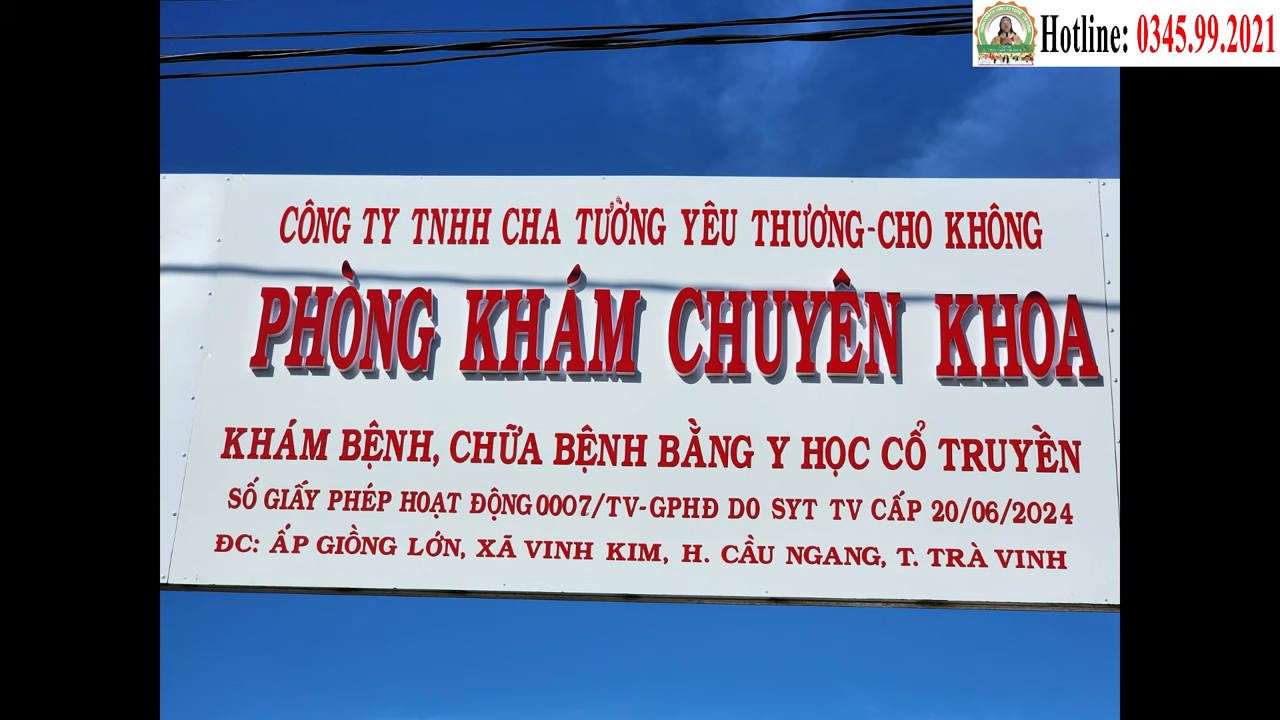 Hotline: 0345.99.2021
CÔNG TY TNHH CHA TƯỞNG YÊU THƯƠNG-CHO KHÔNG
PHÒNG KHÁM CHUYÊN KHOA
KHÁM BỆNH, CHỮA BỆNH BẰNG Y HỌC CỔ TRUYỀN
SỐ GIẤY PHÉP HOẠT ĐỘNG 0007/TV-GPHĐ DO SYT TV CẤP 20/06/2024
ĐC: ẤP GIỒNG LỚN, XÃ VINH KIM, H. CẦU NGANG, T. TRÀ VINH